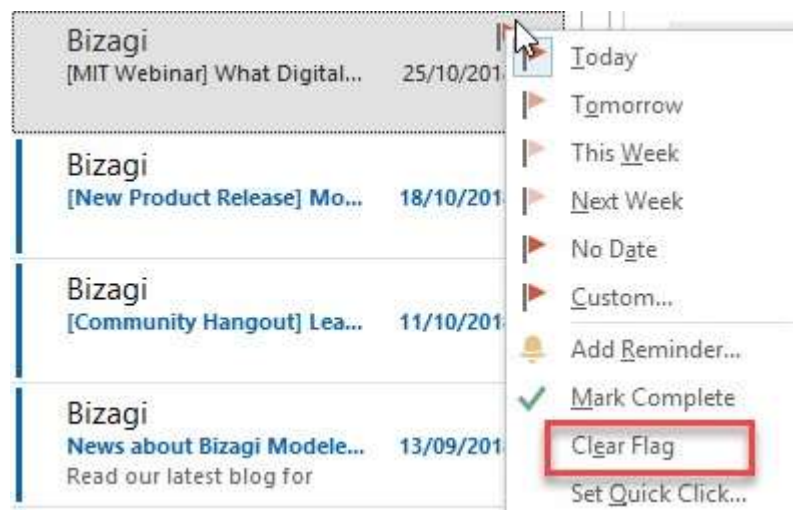 Bizagi
[MIT Webinar] What Digital... 25/10/201
Bizagi
[New Product Release] Mo... 18/10/201
Bizagi
[Community Hangout] Lea... 11/10/201
Bizagi
News about Bizagi Modele... 13/09/201
Read our latest blog for
Today
Tomorrow
This Week
Next Week
No Date
Custom...
Add Reminder...
Mark Complete
Clear Flag
Set Quick Click...